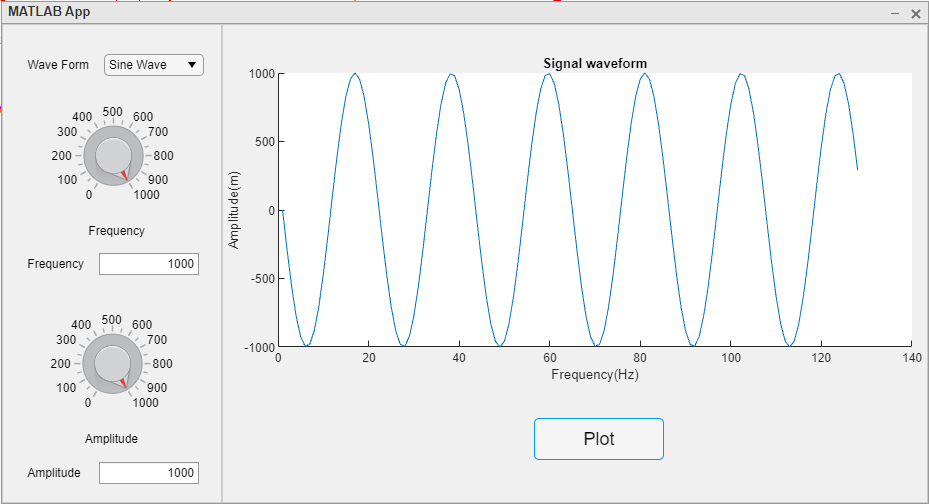 MATLAB App
Wave Form Sine Wave
0 100 200 300 400 500 600 700 800 900 1000
Frequency
Frequency 1000
0 100 200 300 400 500 600 700 800 900 1000
Amplitude
Amplitude 1000
Signal waveform
Amplitude(m)
1000
500
0
-500
-1000
0 20 40 60 80 100 120 140
Frequency(Hz)
Plot